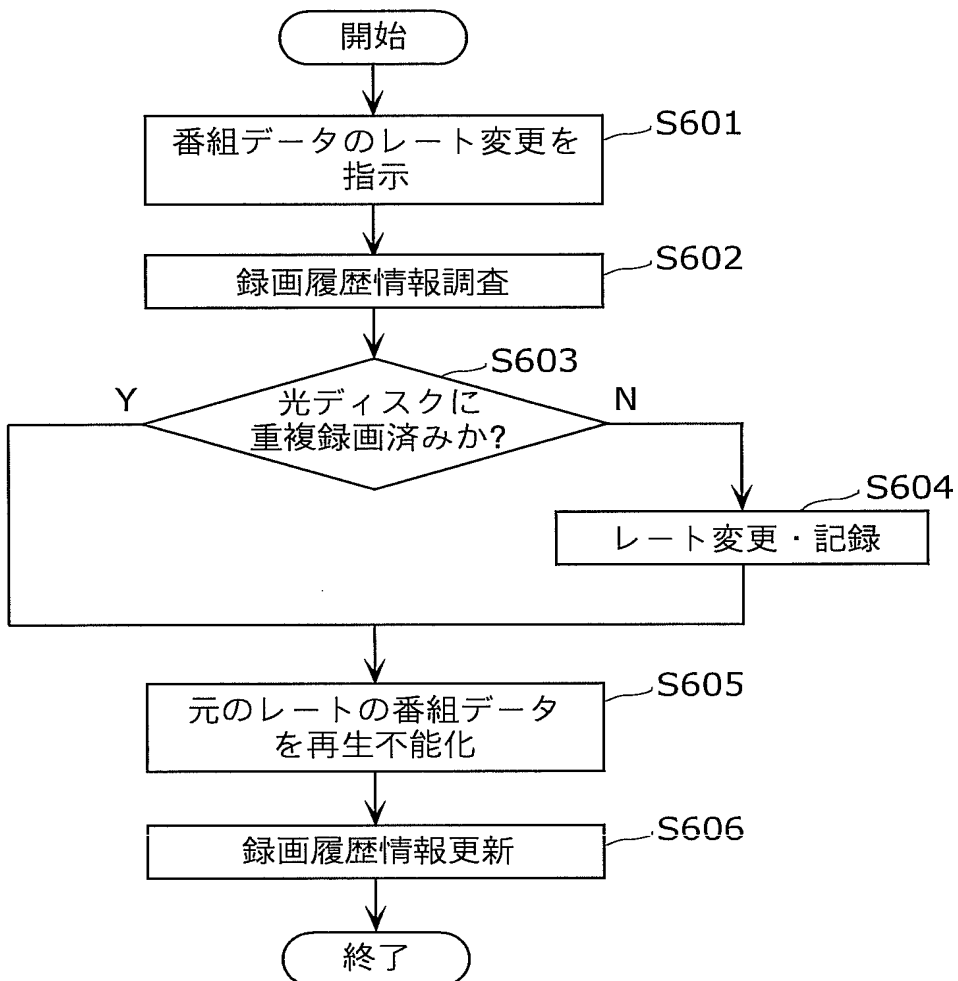 開始
番組データのレート変更を
指示
S601
録画履歴情報調査
S602
S603
光ディスクに
重複録画済みか?
Y
N
S604
レート変更・記録
元のレートの番組データ
を再生不能化
S605
録画履歴情報更新
S606
終了